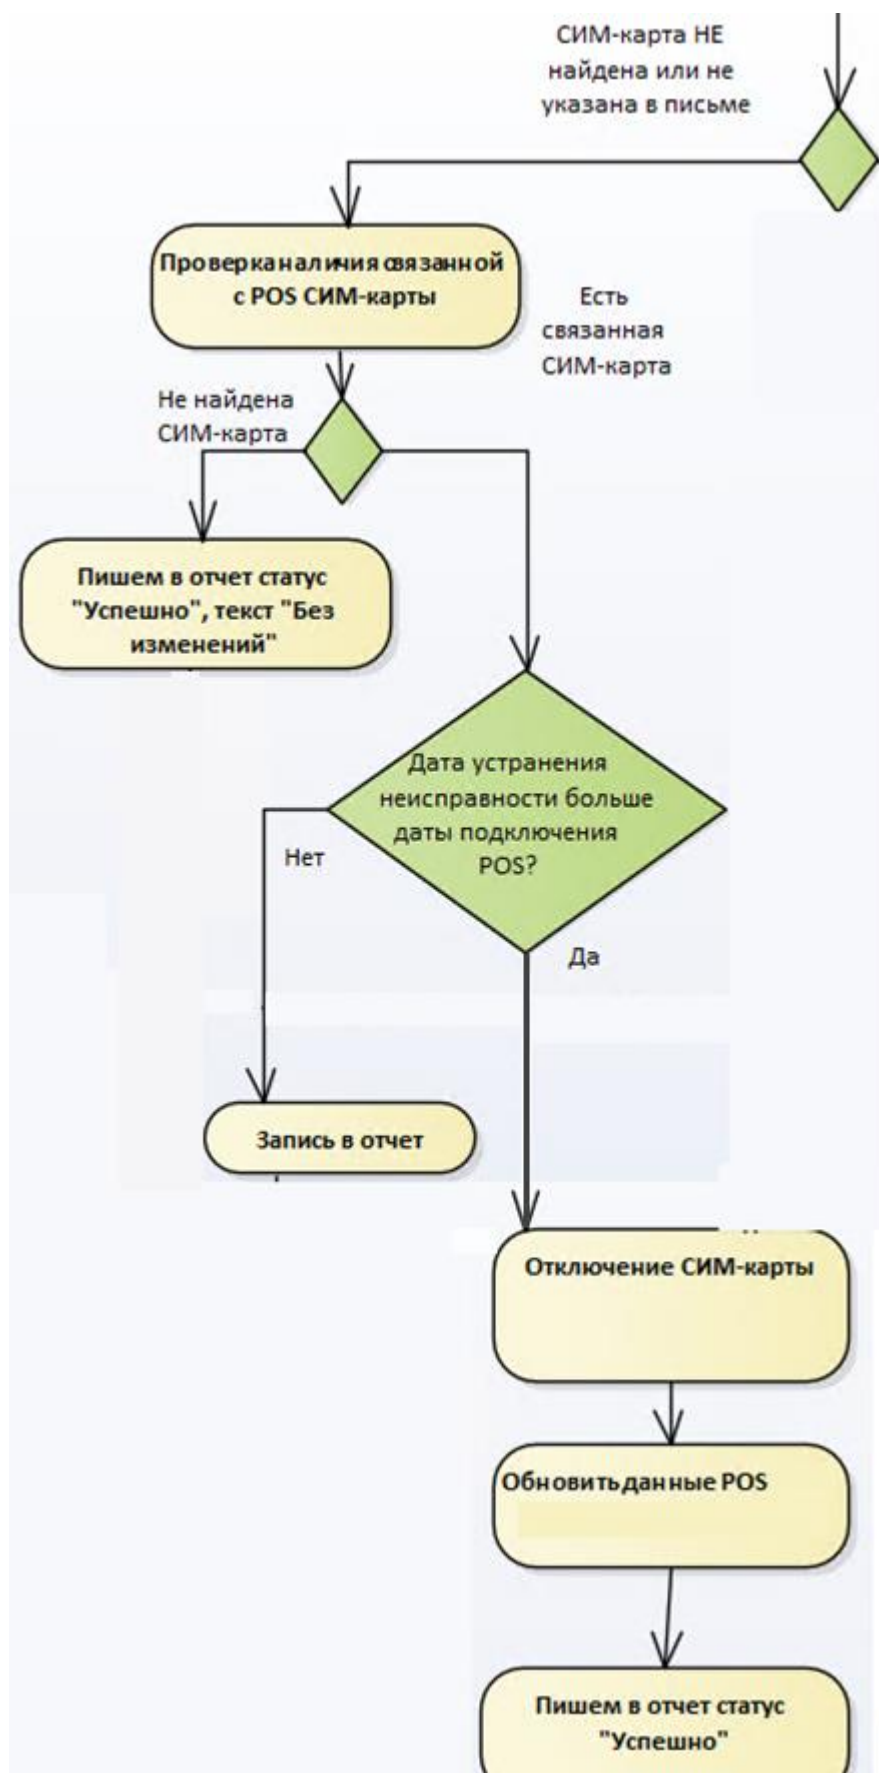 СИМ-карта НЕ
найдена или не
указана в письме
Проверка наличия связанной
с POS СИМ-карты
Есть
связанная
СИМ-карта
Не найдена
СИМ-карта
Пишем в отчет статус
"Успешно", текст "Без
изменений"
Дата устранения
неисправности больше
даты подключения
POS?
Нет
Да
Запись в отчет
Отключение СИМ-карты
Обновить данные POS
Пишем в отчет статус
"Успешно"